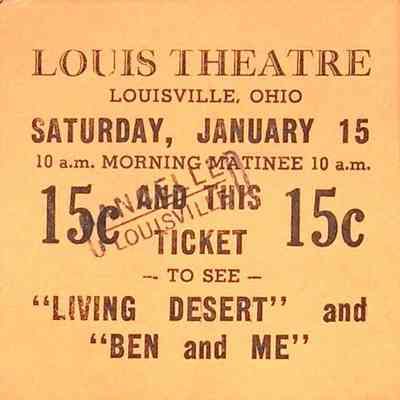 LOUIS THEATRE
LOUISVILLE, OHIO
SATURDAY, JANUARY 15
10 a.m. MORNING MATINEE 10 a.m.
15c AND THIS 15c
TICKET
— TO SEE —
"LIVING DESERT" and
"BEN and ME"
LOUISVILLE